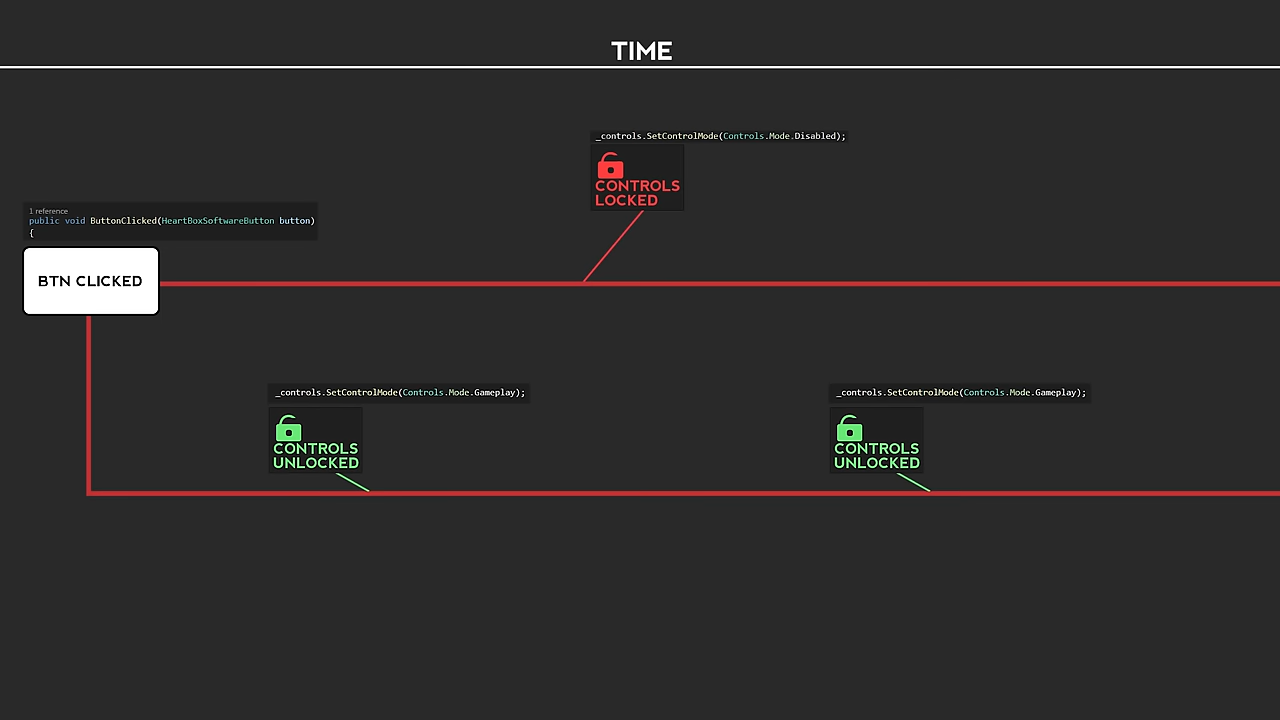 TIME
_controls.SetControlMode(Controls.Mode.Disabled);
CONTROLS
LOCKED
1 reference
public void ButtonClicked(HeartBoxSoftwareButton button)
{
BTN CLICKED
_controls.SetControlMode(Controls.Mode.Gameplay);
CONTROLS
UNLOCKED
_controls.SetControlMode(Controls.Mode.Gameplay);
CONTROLS
UNLOCKED